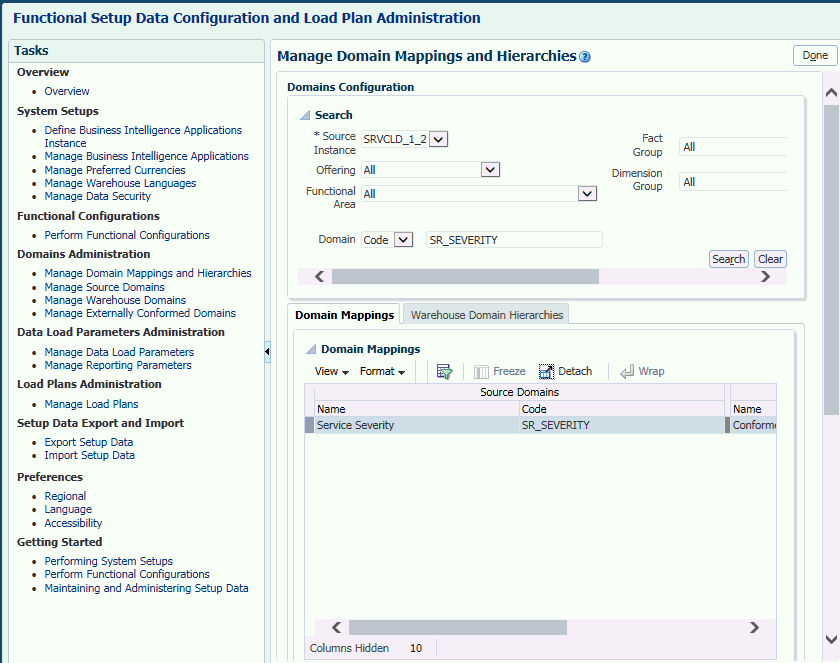 Functional Setup Data Configuration and Load Plan Administration
Tasks
Overview
Overview
System Setups
Define Business Intelligence Applications
Instance
Manage Business Intelligence Applications
Manage Preferred Currencies
Manage Warehouse Languages
Manage Data Security
Functional Configurations
Perform Functional Configurations
Domains Administration
Manage Domain Mappings and Hierarchies
Manage Source Domains
Manage Warehouse Domains
Manage Externally Conformed Domains
Data Load Parameters Administration
Manage Data Load Parameters
Manage Reporting Parameters
Load Plans Administration
Manage Load Plans
Setup Data Export and Import
Export Setup Data
Import Setup Data
Preferences
Regional
Language
Accessibility
Getting Started
Performing System Setups
Perform Functional Configurations
Maintaining and Administering Setup Data
Manage Domain Mappings and Hierarchies ?
Done
Domains Configuration
Search
* Source
Instance
SRVCLD_1_2
Offering All
Functional
Area
All
Fact
Group
All
Dimension
Group
All
Domain Code SR_SEVERITY
Search Clear
Domain Mappings Warehouse Domain Hierarchies
Domain Mappings
View Format Freeze Detach Wrap
Source Domains
Name Code Name
Service Severity SR_SEVERITY Conforme
Columns Hidden 10